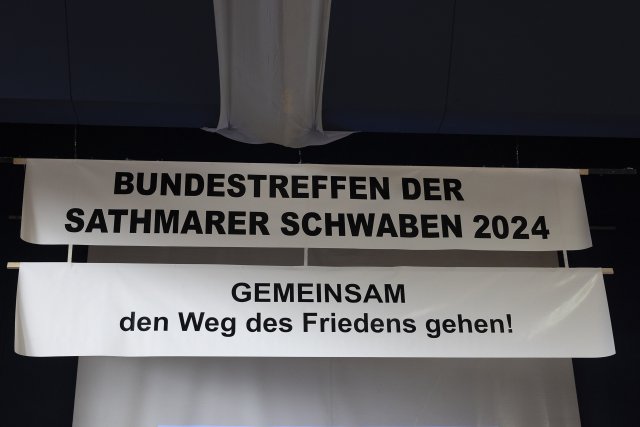 BUNDESTREFFEN DER
SATHMARER SCHWABEN 2024
GEMEINSAM
den Weg des Friedens gehen!